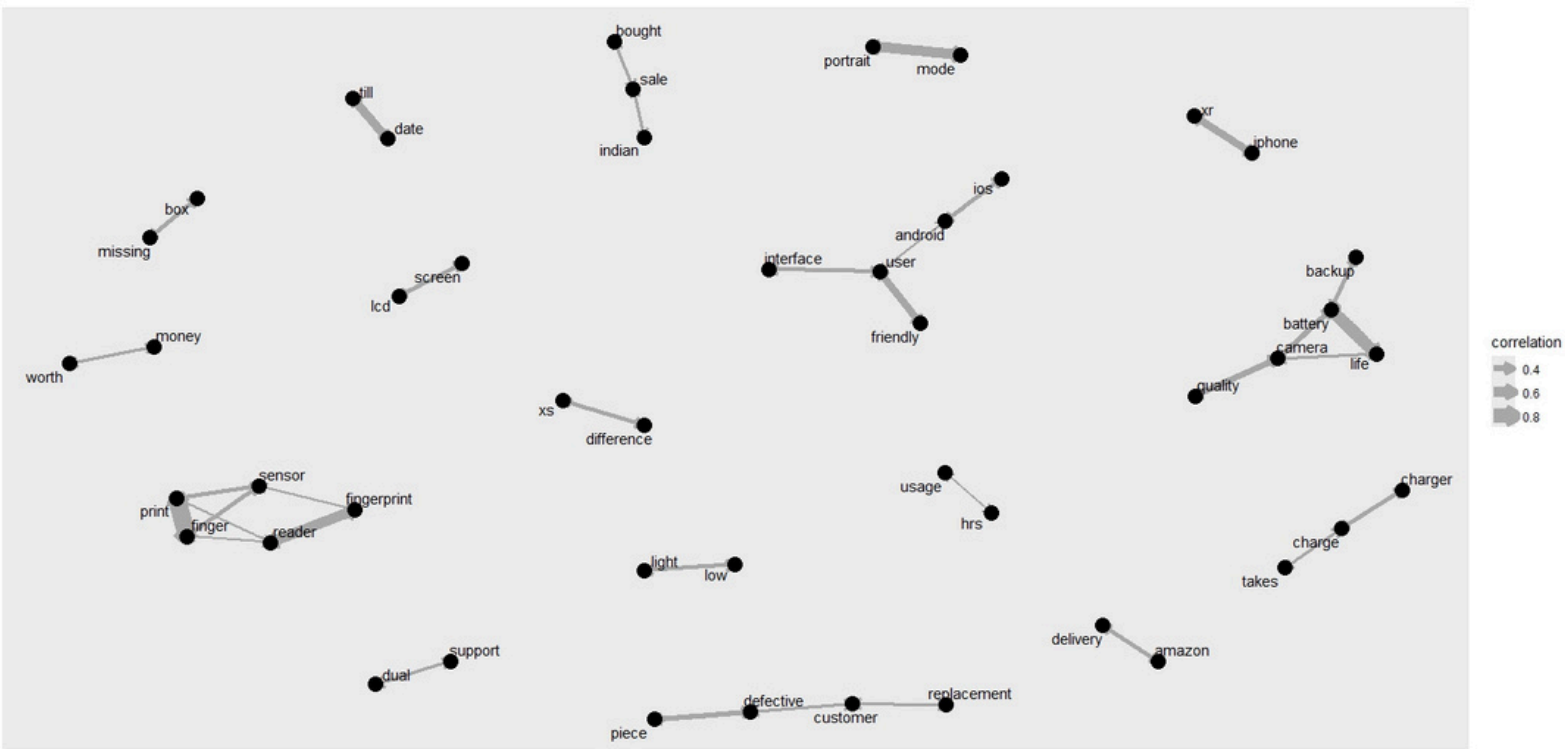 bought
portrait
mode
sale
till
date
xr
indian
iphone
ios
box
android
missing
interface
user
screen
backup
lcd
battery
friendly
money
camera
life
worth
quality
correlation
0.4
0.6
0.8
xs
difference
sensor
usage
charger
fingerprint
print
finger
reader
hrs
charge
light
low
takes
delivery
amazon
support
dual
defective
replacement
customer
piece